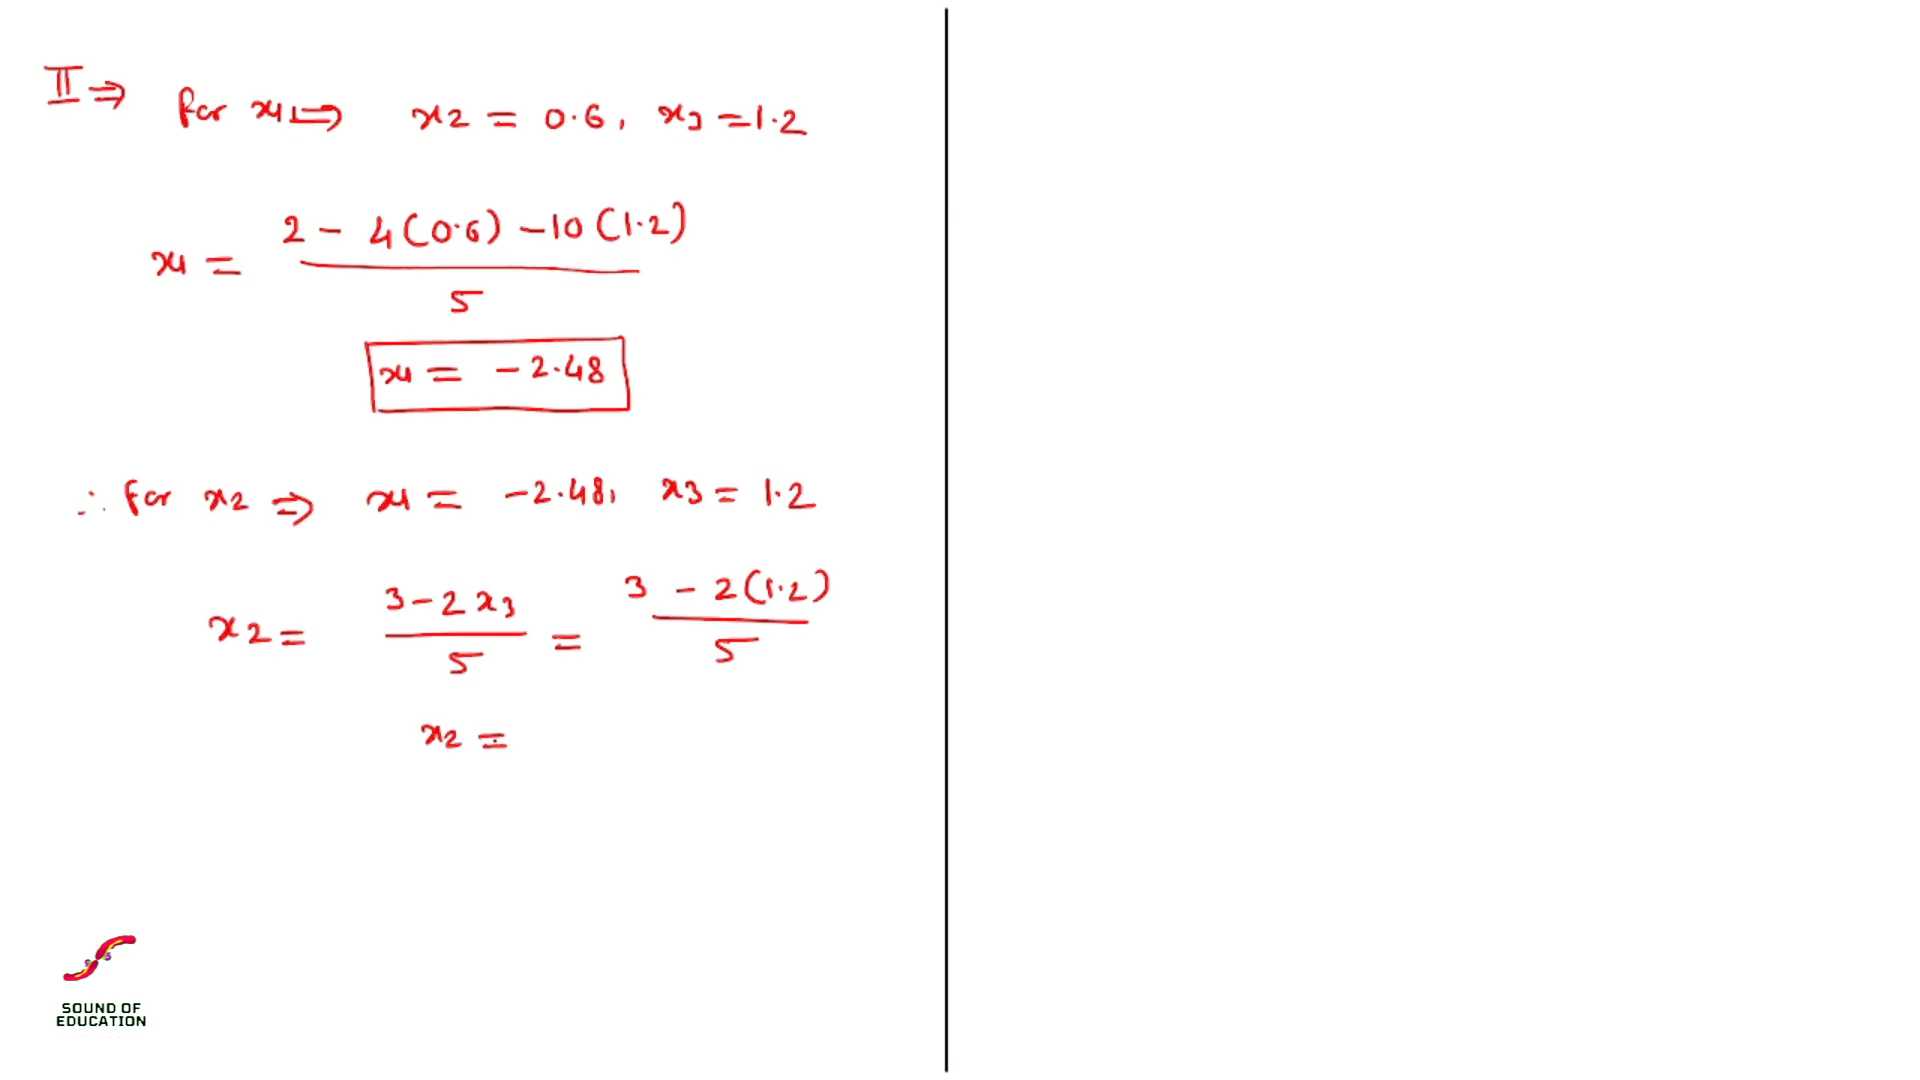 II ⇒ for x1 ⇒ x2 = 0.6, x3 = 1.2
x1 = 2 - 4(0.6) - 10(1.2) / 5
x1 = -2.48
∴ for x2 ⇒ x1 = -2.48, x3 = 1.2
x2 = 3 - 2x3 / 5 = 3 - 2(1.2) / 5
x2 =
SOUND OF
EDUCATION